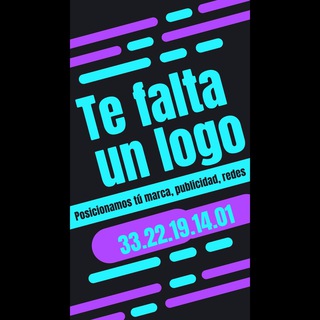 Te falta
un logo
Posicionamos tú marca, publicidad, redes
33.22.19.14.01